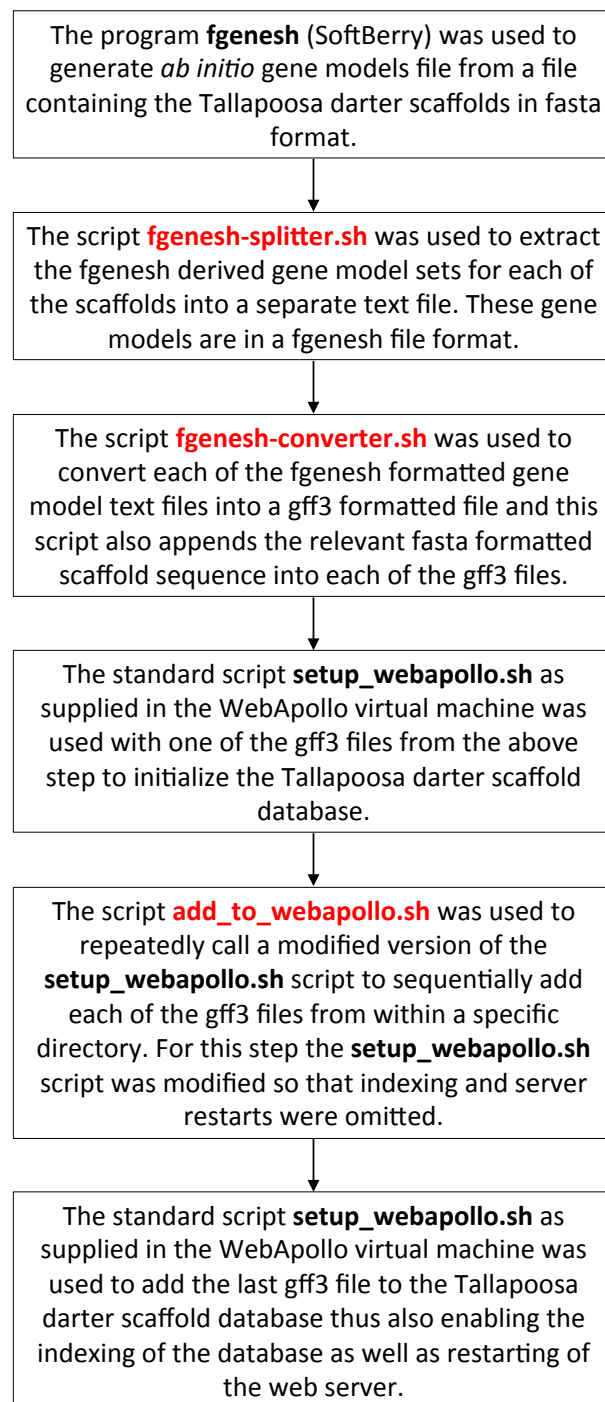 The program fgenesh (SoftBerry) was used to
generate ab initio gene models file from a file
containing the Tallapoosa darter scaffolds in fasta
format.
The script fgenesh-splitter.sh was used to extract
the fgenesh derived gene model sets for each of
the scaffolds into a separate text file. These gene
models are in a fgenesh file format.
The script fgenesh-converter.sh was used to
convert each of the fgenesh formatted gene
model text files into a gff3 formatted file and this
script also appends the relevant fasta formatted
scaffold sequence into each of the gff3 files.
The standard script setup_webapollo.sh as
supplied in the WebApollo virtual machine was
used with one of the gff3 files from the above
step to initialize the Tallapoosa darter scaffold
database.
The script add_to_webapollo.sh was used to
repeatedly call a modified version of the
setup_webapollo.sh script to sequentially add
each of the gff3 files from within a specific
directory. For this step the setup_webapollo.sh
script was modified so that indexing and server
restarts were omitted.
The standard script setup_webapollo.sh as
supplied in the WebApollo virtual machine was
used to add the last gff3 file to the Tallapoosa
darter scaffold database thus also enabling the
indexing of the database as well as restarting of
the web server.